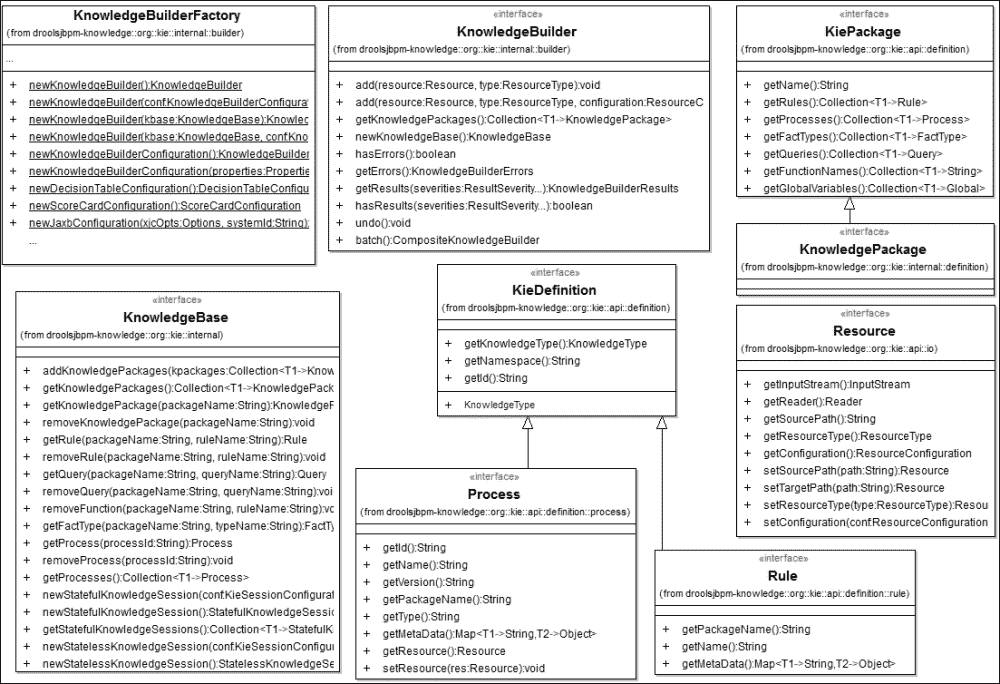 KnowledgeBuilderFactory
(from droolsjbpm-knowledge::org::kie::internal::builder)
...
+ newKnowledgeBuilder():KnowledgeBuilder
+ newKnowledgeBuilder(conf:KnowledgeBuilderConfigurat
+ newKnowledgeBuilder(kbase:KnowledgeBase):Knowled
+ newKnowledgeBuilder(kbase:KnowledgeBase, conf:Kno
+ newKnowledgeBuilderConfiguration():KnowledgeBuilder
+ newKnowledgeBuilderConfiguration(properties:Propertie
+ newDecisionTableConfiguration():DecisionTableConfigu
+ newScoreCardConfiguration():ScoreCardConfiguration
+ newJaxbConfiguration(xjcOpts:Options, systemId:String):
...
«interface»
KnowledgeBuilder
(from droolsjbpm-knowledge::org::kie::internal::builder)
+ add(resource:Resource, type:ResourceType):void
+ add(resource:Resource, type:ResourceType, configuration:ResourceC
+ getKnowledgePackages():Collection<T1->KnowledgePackage>
+ newKnowledgeBase():KnowledgeBase
+ hasErrors():boolean
+ getErrors():KnowledgeBuilderErrors
+ getResults(severities:ResultSeverity...):KnowledgeBuilderResults
+ hasResults(severities:ResultSeverity...):boolean
+ undo():void
+ batch():CompositeKnowledgeBuilder
«interface»
KiePackage
(from droolsjbpm-knowledge::org::kie::api::definition)
+ getName():String
+ getRules():Collection<T1->Rule>
+ getProcesses():Collection<T1->Process>
+ getFactTypes():Collection<T1->FactType>
+ getQueries():Collection<T1->Query>
+ getFunctionNames():Collection<T1->String>
+ getGlobalVariables():Collection<T1->Global>
«interface»
KnowledgePackage
(from droolsjbpm-knowledge::org::kie::internal::definition)
«interface»
KnowledgeBase
(from droolsjbpm-knowledge::org::kie::internal)
+ addKnowledgePackages(kpackages:Collection<T1->Know
+ getKnowledgePackages():Collection<T1->KnowledgePack
+ getKnowledgePackage(packageName:String):KnowledgeF
+ removeKnowledgePackage(packageName:String):void
+ getRule(packageName:String, ruleName:String):Rule
+ removeRule(packageName:String, ruleName:String):void
+ getQuery(packageName:String, queryName:String):Query
+ removeQuery(packageName:String, queryName:String):voi
+ removeFunction(packageName:String, ruleName:String):vc
+ getFactType(packageName:String, typeName:String):FactTy
+ getProcess(processId:String):Process
+ removeProcess(processId:String):void
+ getProcesses():Collection<T1->Process>
+ newStatefulKnowledgeSession(conf:KieSessionConfigurat
+ newStatefulKnowledgeSession():StatefulKnowledgeSessio
+ getStatefulKnowledgeSessions():Collection<T1->StatefulKi
+ newStatelessKnowledgeSession(conf:KieSessionConfigur
+ newStatelessKnowledgeSession():StatelessKnowledgeSe
«interface»
KieDefinition
(from droolsjbpm-knowledge::org::kie::api::definition)
+ getKnowledgeType():KnowledgeType
+ getNamespace():String
+ getId():String
+ KnowledgeType
«interface»
Process
(from droolsjbpm-knowledge::org::kie::api::definition::process)
+ getId():String
+ getName():String
+ getVersion():String
+ getPackageName():String
+ getType():String
+ getMetaData():Map<T1->String,T2->Object>
+ getResource():Resource
+ setResource(res:Resource):void
«interface»
Resource
(from droolsjbpm-knowledge::org::kie::api::io)
+ getInputStream():InputStream
+ getReader():Reader
+ getSourcePath():String
+ getResourceType():ResourceType
+ getConfiguration():ResourceConfiguration
+ setSourcePath(path:String):Resource
+ setTargetPath(path:String):Resource
+ setResourceType(type:ResourceType):Resou
+ setConfiguration(conf:ResourceConfiguration
«interface»
Rule
(from droolsjbpm-knowledge::org::kie::api::definition::rule)
+ getPackageName():String
+ getName():String
+ getMetaData():Map<T1->String,T2->Object>